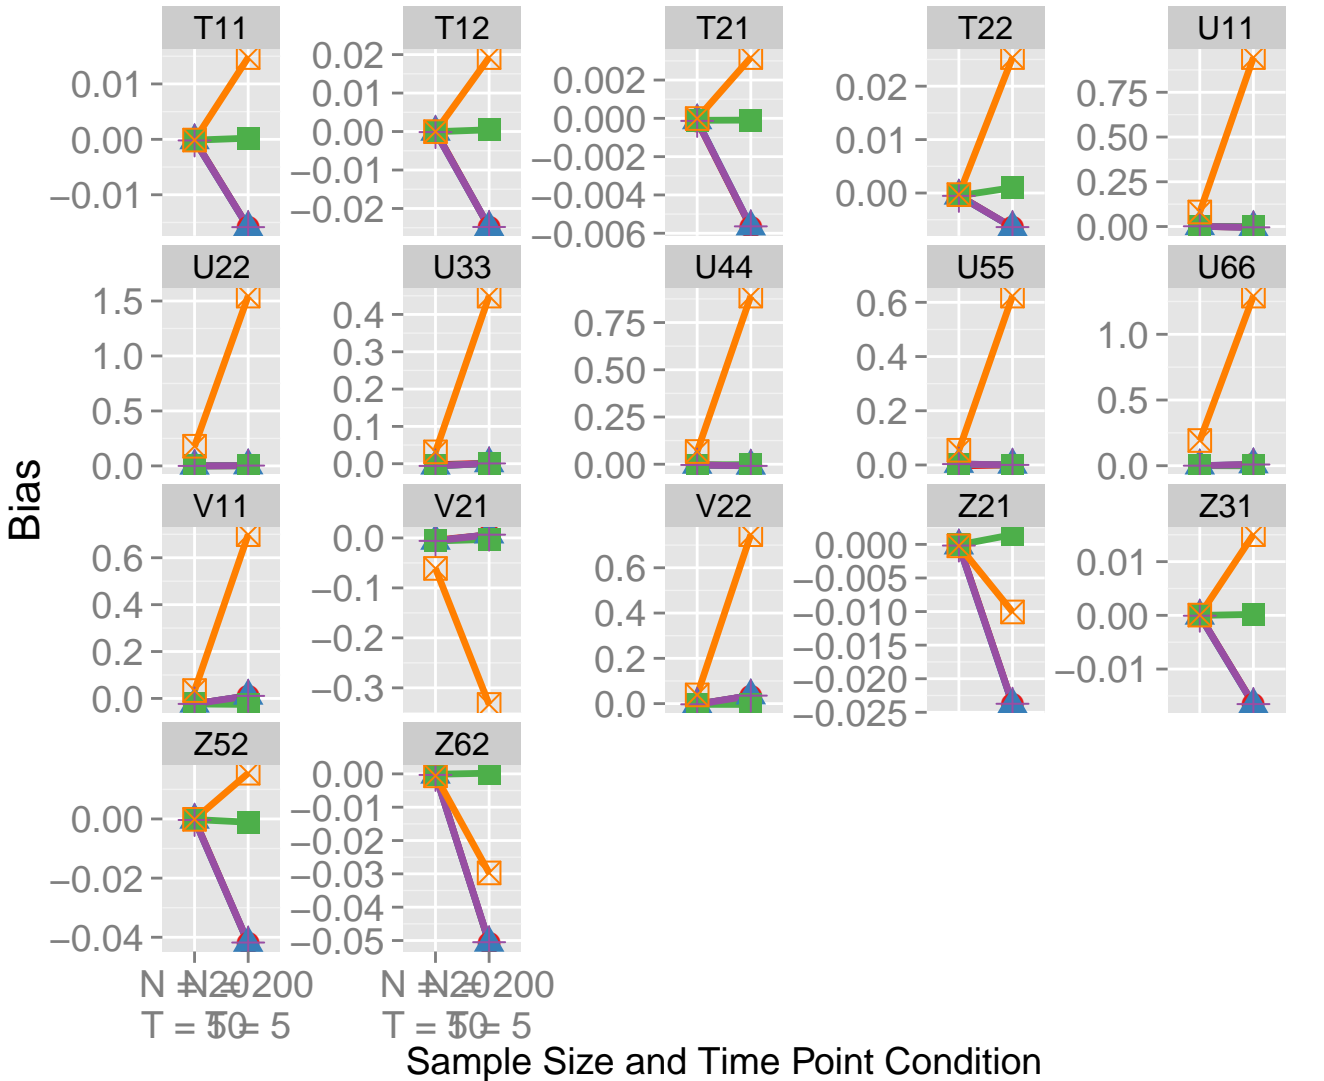 T11 T12 T21 T22 U11
0.01 0.00 −0.01
0.02 0.01 0.00 −0.01 −0.02
0.002 0.000 −0.002 −0.004 −0.006
0.02 0.01 0.00
0.75 0.50 0.25 0.00
U22 U33 U44 U55 U66
1.5 1.0 0.5 0.0
0.4 0.3 0.2 0.1 0.0
0.75 0.50 0.25 0.00
0.6 0.4 0.2 0.0
1.0 0.5 0.0
Bias
V11 V21 V22 Z21 Z31
0.6 0.4 0.2 0.0
0.0 −0.1 −0.2 −0.3
0.6 0.4 0.2 0.0
0.000 −0.005 −0.010 −0.015 −0.020 −0.025
0.01 0.00 −0.01
Z52 Z62
0.00 −0.02 −0.04
0.00 −0.01 −0.02 −0.03 −0.04 −0.05
Sample Size and Time Point Condition